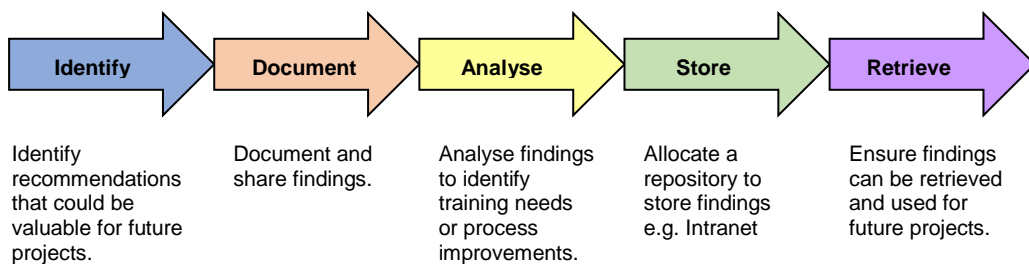 Identify
Document
Analyse
Store
Retrieve
Identify
recommendations
that could be
valuable for future
projects.
Document and
share findings.
Analyse findings
to identify
training needs
or process
improvements.
Allocate a
repository to
store findings
e.g. Intranet
Ensure findings
can be retrieved
and used for
future projects.